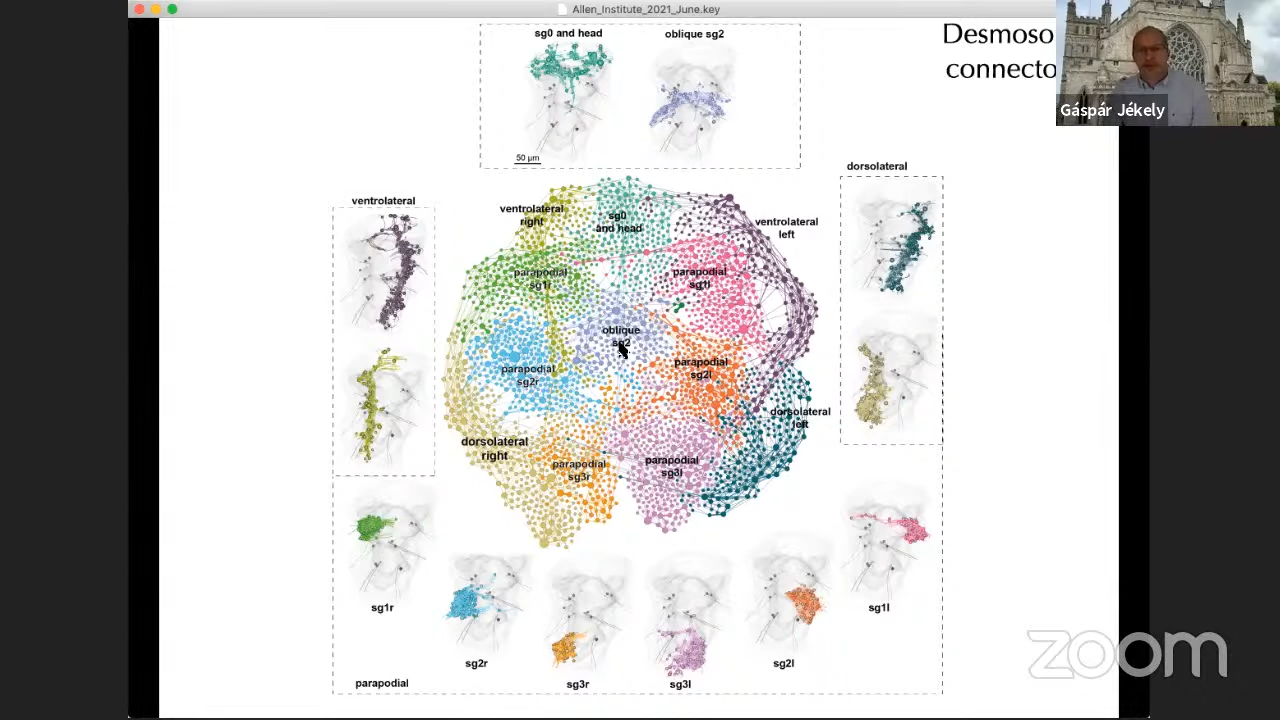 Allen_Institute_2021_June.key
Desmoso
connecto
Gáspár Jékely
sg0 and head
oblique sg2
50 µm
ventrolateral
dorsolateral
ventrolateral
right
sg0
and head
ventrolateral
left
parapodial
sg1r
parapodial
sg1l
oblique
sg2
parapodial
sg2r
parapodial
sg2l
dorsolateral
left
dorsolateral
right
parapodial
sg3r
parapodial
sg3l
sg1r
sg2r
sg3r
sg3l
sg2l
sg1l
parapodial
zoom